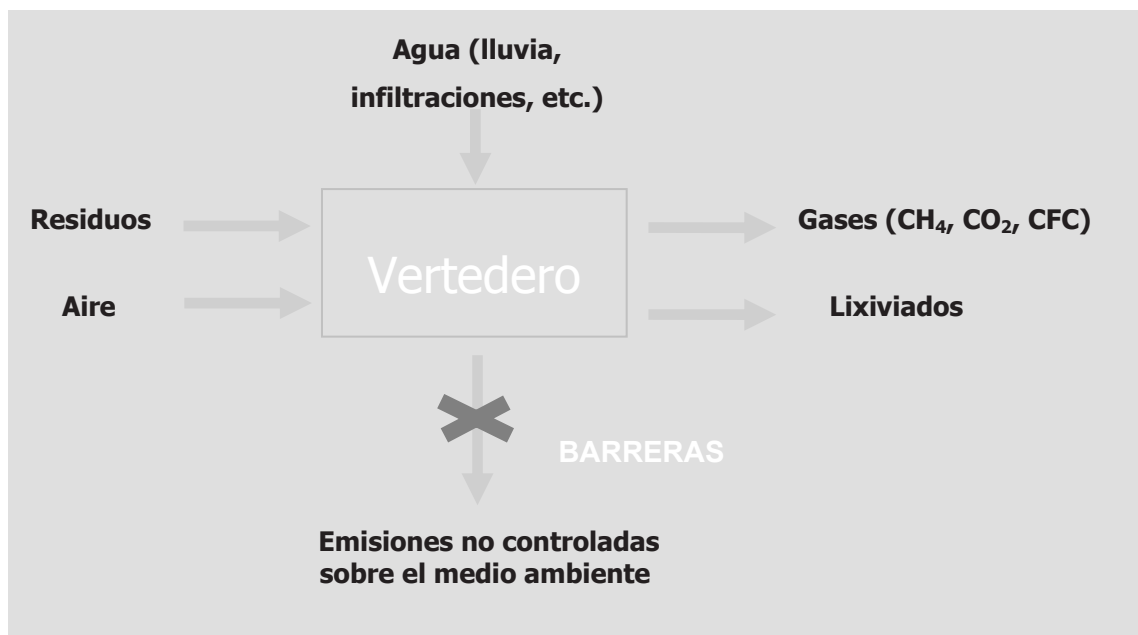 Agua (lluvia,
infiltraciones, etc.)
Residuos
Gases (CH₄, CO₂, CFC)
Vertedero
Aire
Lixiviados
BARRERAS
Emisiones no controladas
sobre el medio ambiente